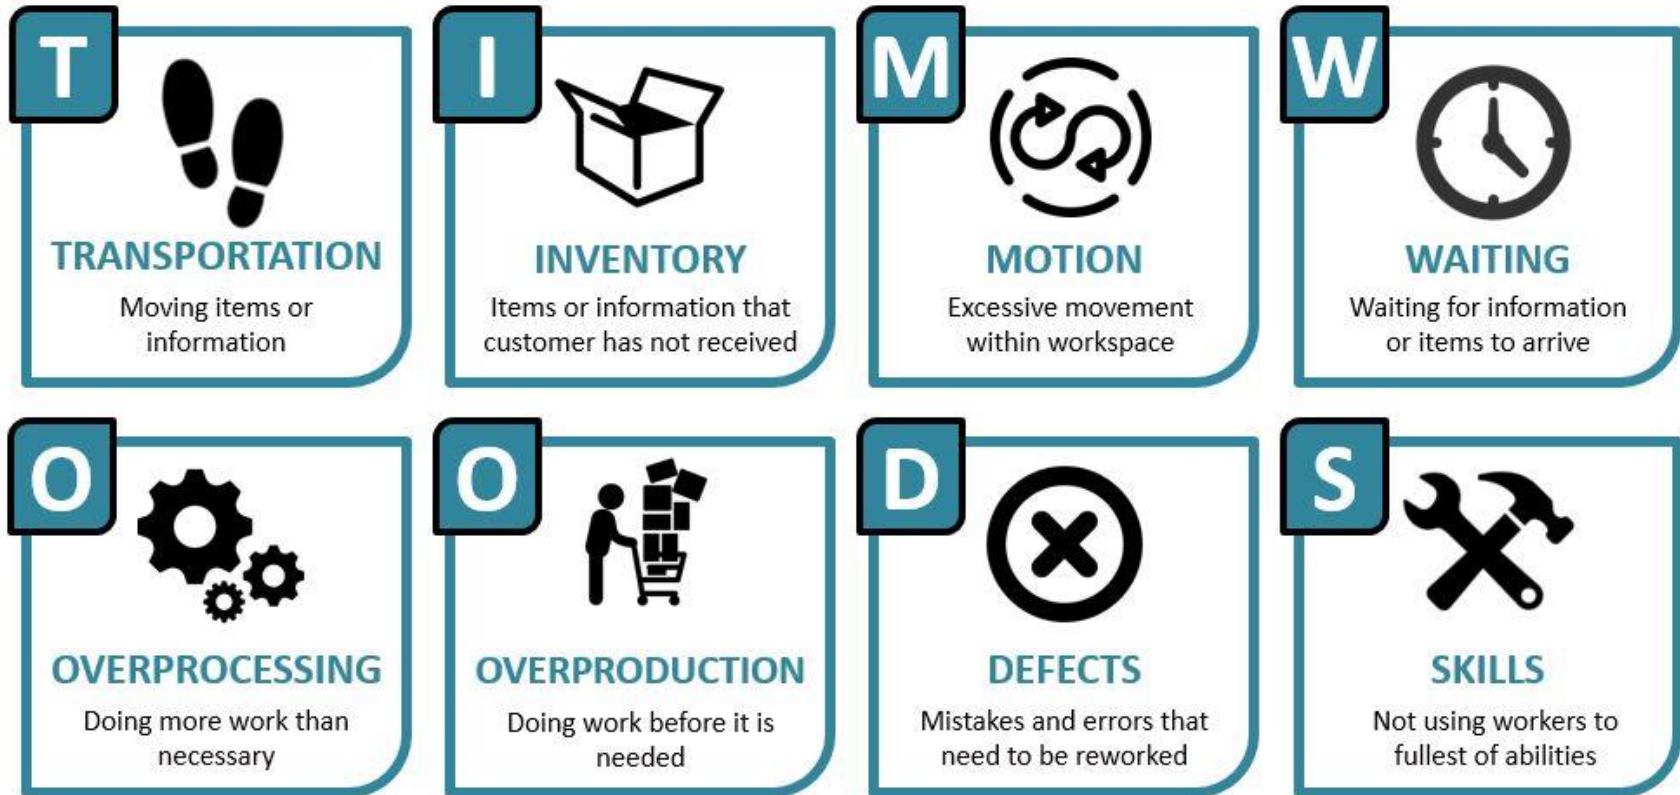 T
TRANSPORTATION
Moving items or
information
I
INVENTORY
Items or information that
customer has not received
M
MOTION
Excessive movement
within workspace
W
WAITING
Waiting for information
or items to arrive
O
OVERPROCESSING
Doing more work than
necessary
O
OVERPRODUCTION
Doing work before it is
needed
D
DEFECTS
Mistakes and errors that
need to be reworked
S
SKILLS
Not using workers to
fullest of abilities